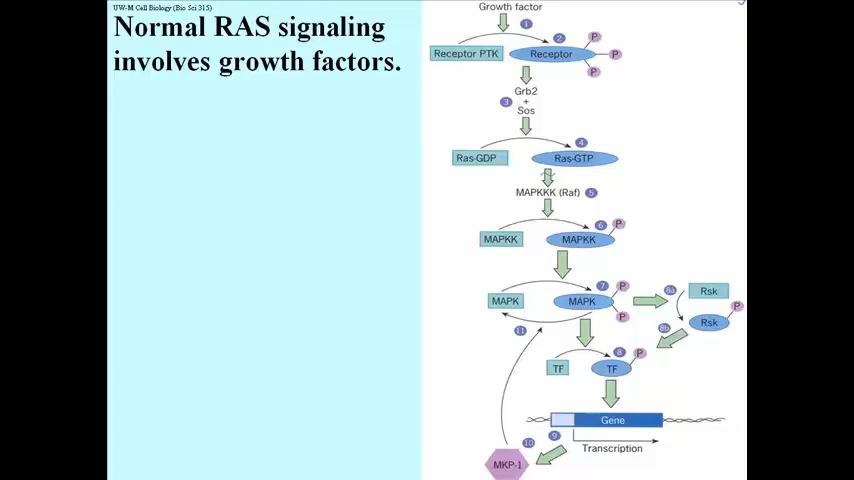 UW-M Cell Biology (Bio Sci 315)
Normal RAS signaling
involves growth factors.
Growth factor
1
2
P
Receptor PTK
Receptor
P
P
Grb2
3
+
Sos
4
Ras-GDP
Ras-GTP
MAPKKK (Raf)
5
6
P
MAPKK
MAPKK
7
P
8a
Rsk
MAPK
MAPK
P
P
11
8b
Rsk
8
P
TF
TF
Gene
9
10
Transcription
MKP-1